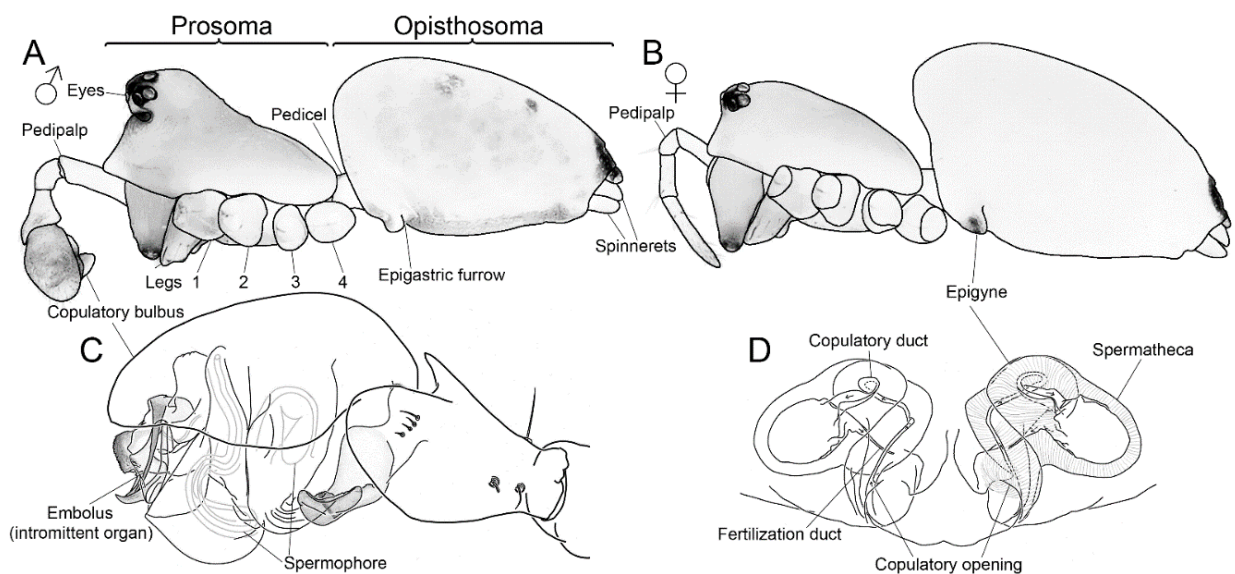 Prosoma
Opisthosoma
A
♂
Eyes
Pedicel
Pedipalp
Spinnerets
Legs 1 2 3 4
Epigastric furrow
Copulatory bulbus
B
♀
Pedipalp
Epigyne
C
Embolus
(intromittent organ)
Spermophore
D
Copulatory duct
Spermatheca
Fertilization duct
Copulatory opening